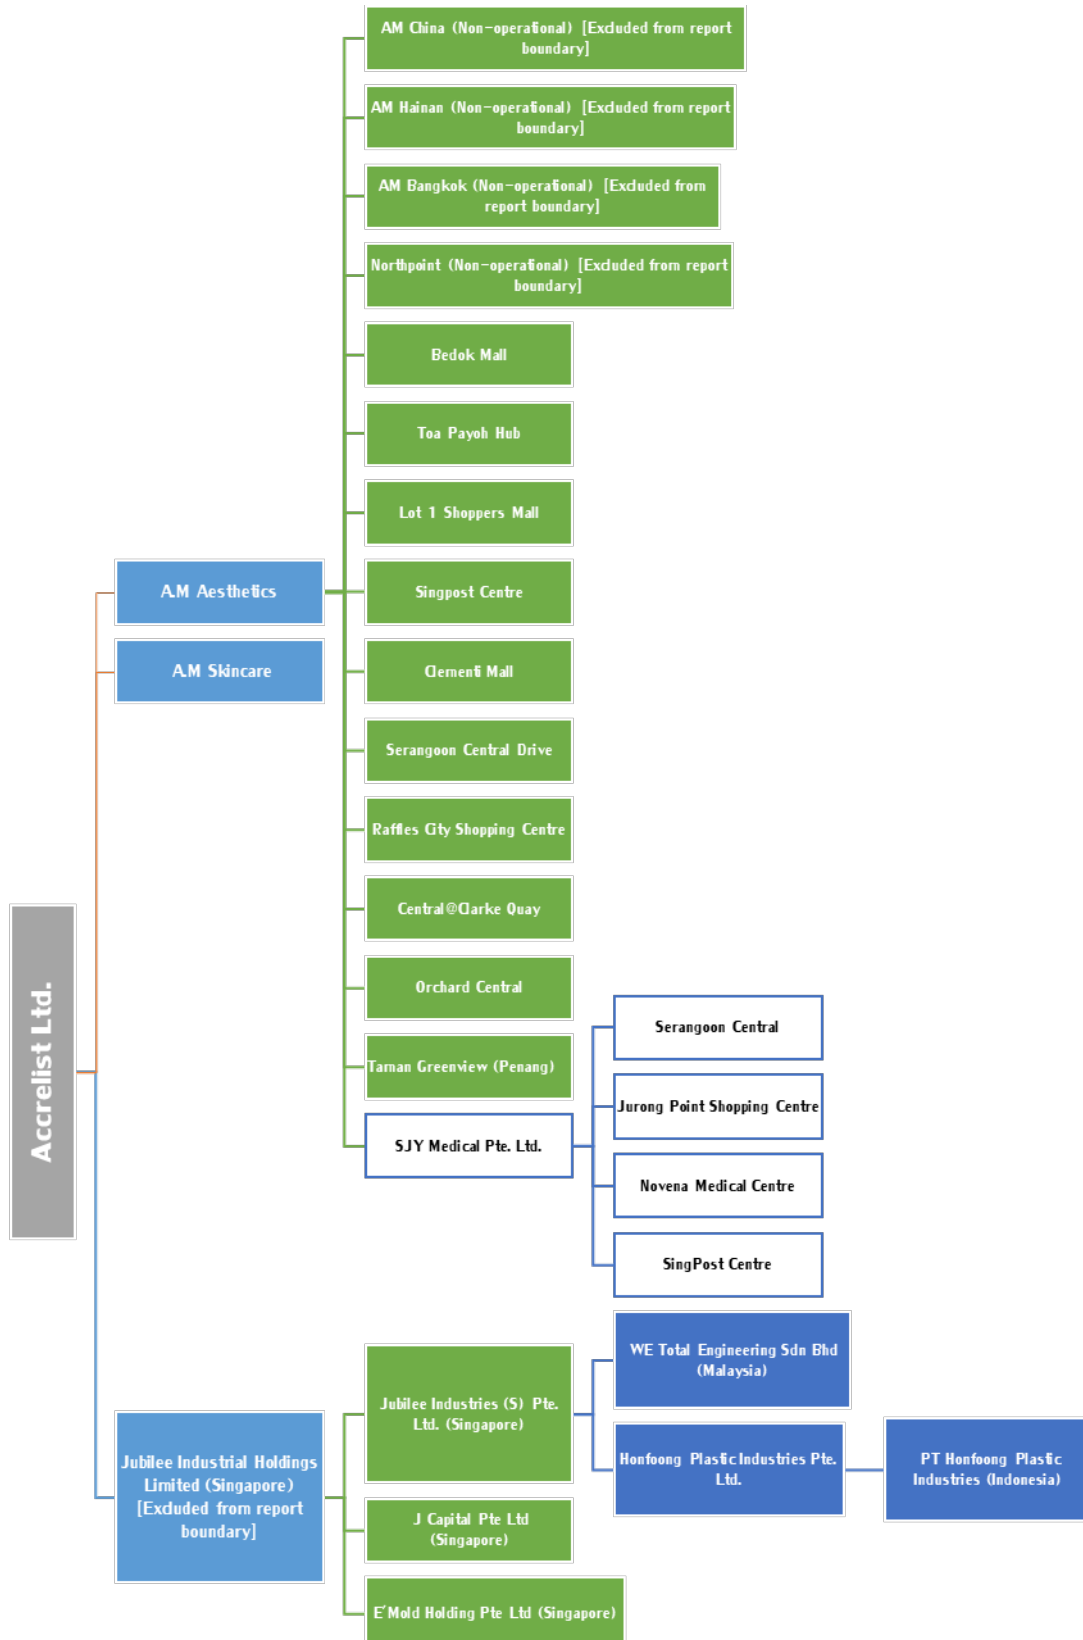 AM China (Non-operational) [Excluded from report
boundary]
AM Hainan (Non-operational) [Excluded from report
boundary]
AM Bangkok (Non-operational) [Excluded from
report boundary]
Northpoint (Non-operational) [Excluded from report
boundary]
Bedok Mall
Toa Payoh Hub
Lot 1 Shoppers Mall
A.M Aesthetics
Singpost Centre
A.M Skincare
Clementi Mall
Serangoon Central Drive
Raffles City Shopping Centre
Central@Clarke Quay
Orchard Central
Accrelist Ltd.
Taman Greenview (Penang)
SJY Medical Pte. Ltd.
Serangoon Central
Jurong Point Shopping Centre
Novena Medical Centre
SingPost Centre
Jubilee Industrial Holdings
Limited (Singapore)
[Excluded from report
boundary]
Jubilee Industries (S) Pte.
Ltd. (Singapore)
WE Total Engineering Sdn Bhd
(Malaysia)
Honfoong Plastic Industries Pte.
Ltd.
PT Honfoong Plastic
Industries (Indonesia)
J Capital Pte Ltd
(Singapore)
E'Mold Holding Pte Ltd (Singapore)